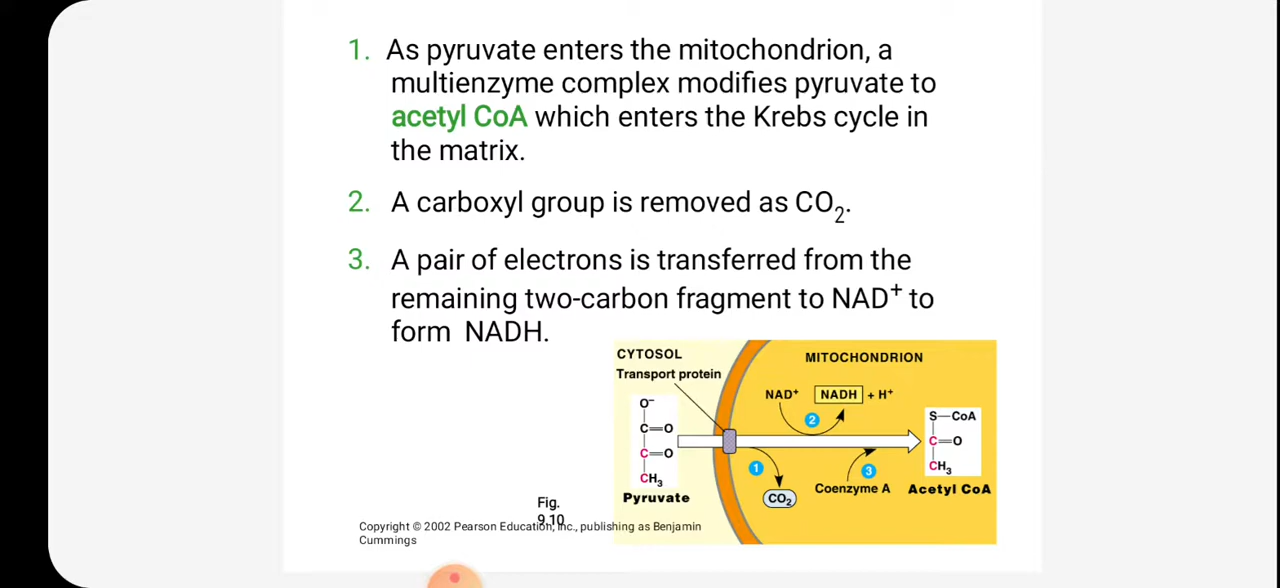 1. As pyruvate enters the mitochondrion, a
multienzyme complex modifies pyruvate to
acetyl CoA which enters the Krebs cycle in
the matrix.
2. A carboxyl group is removed as CO₂.
3. A pair of electrons is transferred from the
remaining two-carbon fragment to NAD⁺ to
form NADH.
CYTOSOL
MITOCHONDRION
Transport protein
NAD⁺ NADH + H⁺
2
O⁻
C=O
C=O
CH₃
Pyruvate
1
CO₂
3
Coenzyme A
S—CoA
C=O
CH₃
Acetyl CoA
Fig.
9.10
Copyright © 2002 Pearson Education, Inc., publishing as Benjamin
Cummings